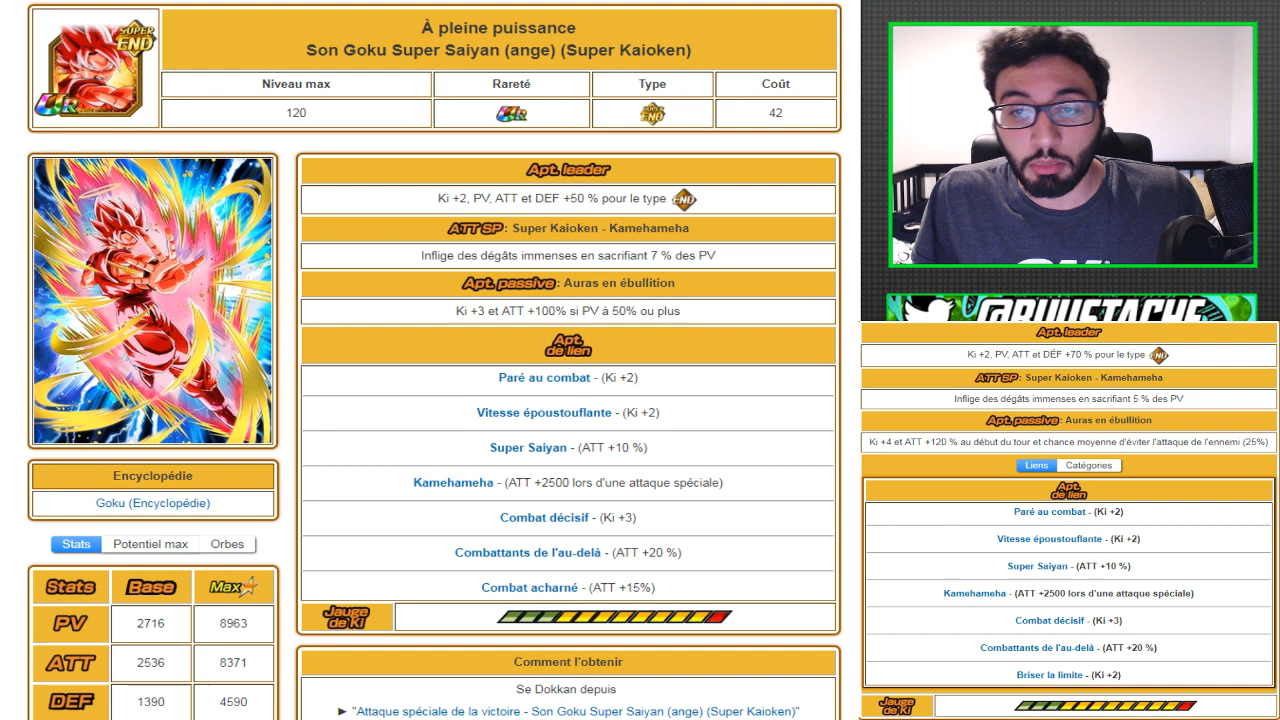 À pleine puissance
Son Goku Super Saiyan (ange) (Super Kaioken)
SUPER
END
UR
Niveau max
Rareté
Type
Coût
120
UR
SUPER
END
42
Apt. leader
Ki +2, PV, ATT et DEF +50 % pour le type END
ATT SP : Super Kaioken - Kamehameha
Inflige des dégâts immenses en sacrifiant 7 % des PV
Apt. passive : Auras en ébullition
Ki +3 et ATT +100% si PV à 50% ou plus
Apt.
de lien
Paré au combat - (Ki +2)
Vitesse époustouflante - (Ki +2)
Super Saiyan - (ATT +10 %)
Kamehameha - (ATT +2500 lors d'une attaque spéciale)
Combat décisif - (Ki +3)
Combattants de l'au-delà - (ATT +20 %)
Combat acharné - (ATT +15%)
Jauge
de Ki
Comment l'obtenir
Se Dokkan depuis
► "Attaque spéciale de la victoire - Son Goku Super Saiyan (ange) (Super Kaioken)"
Encyclopédie
Goku (Encyclopédie)
Stats
Potentiel max
Orbes
Stats
Base
Max
PV
2716
8963
ATT
2536
8371
DEF
1390
4590
Apt. leader
Ki +2, PV, ATT et DÉF +70 % pour le type END
ATT SP : Super Kaioken - Kamehameha
Inflige des dégâts immenses en sacrifiant 5 % des PV
Apt. passive : Auras en ébullition
Ki +4 et ATT +120 % au début du tour et chance moyenne d'éviter l'attaque de l'ennemi (25%)
Liens
Catégories
Apt.
de lien
Paré au combat - (Ki +2)
Vitesse époustouflante - (Ki +2)
Super Saiyan - (ATT +10 %)
Kamehameha - (ATT +2500 lors d'une attaque spéciale)
Combat décisif - (Ki +3)
Combattants de l'au-delà - (ATT +20 %)
Briser la limite - (Ki +2)
Jauge
de Ki